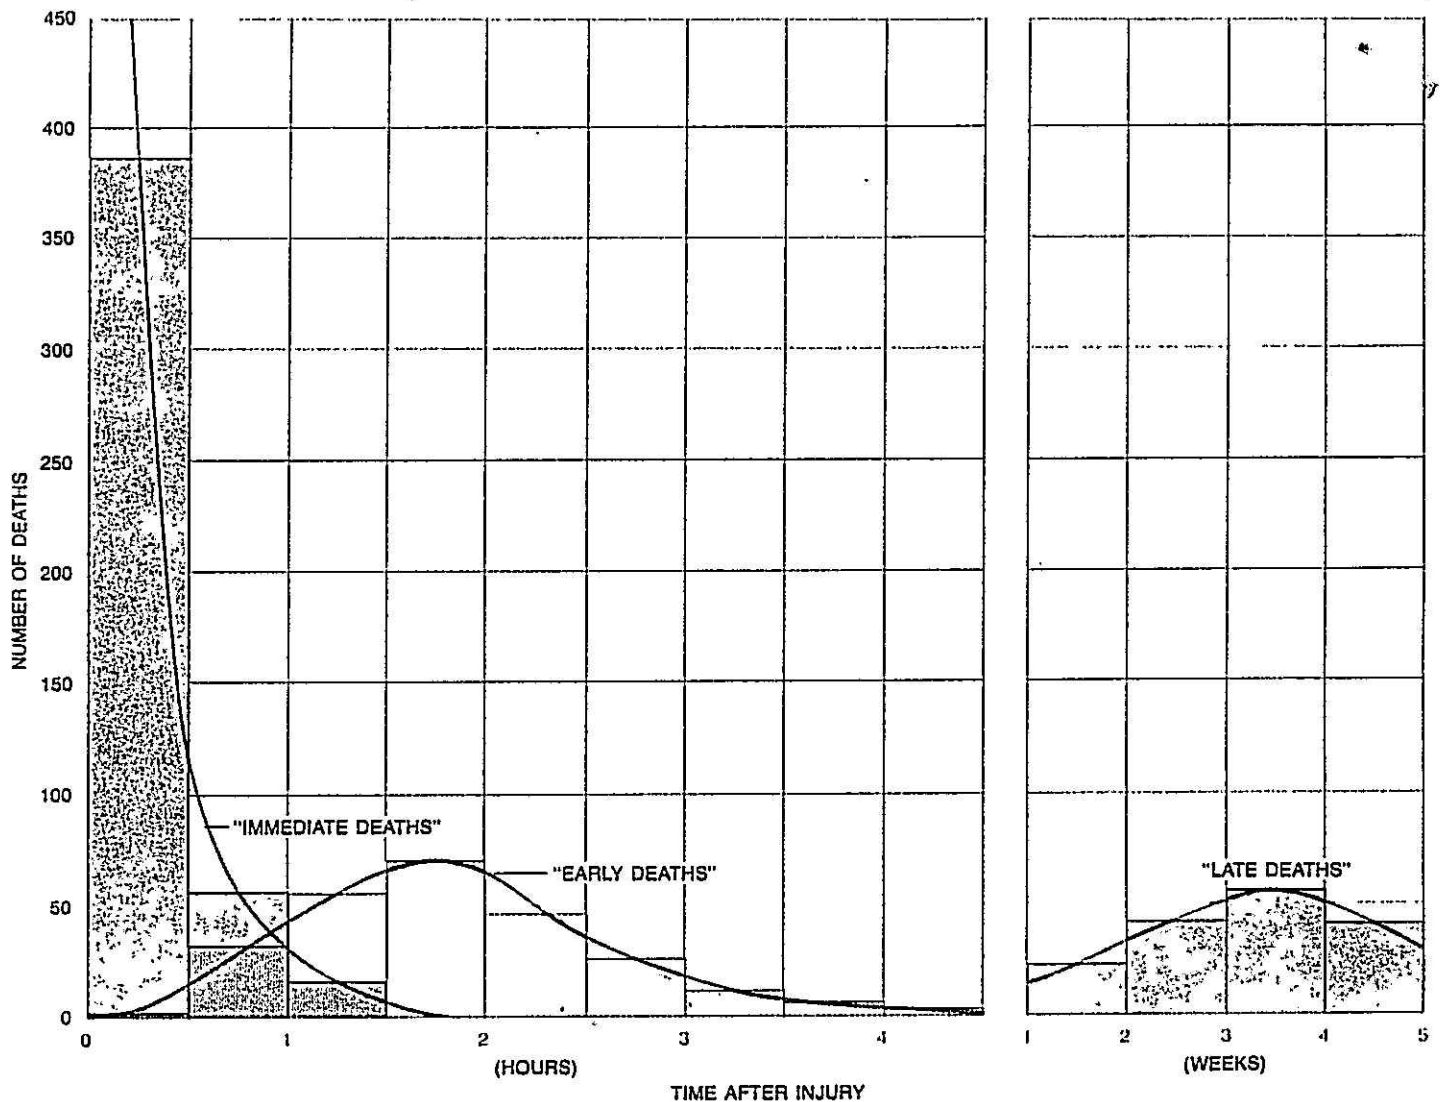 450
400
350
300
250
200
150
100
50
0
NUMBER OF DEATHS
"IMMEDIATE DEATHS"
"EARLY DEATHS"
"LATE DEATHS"
0 1 2 3 4
(HOURS)
1 2 3 4 5
(WEEKS)
TIME AFTER INJURY